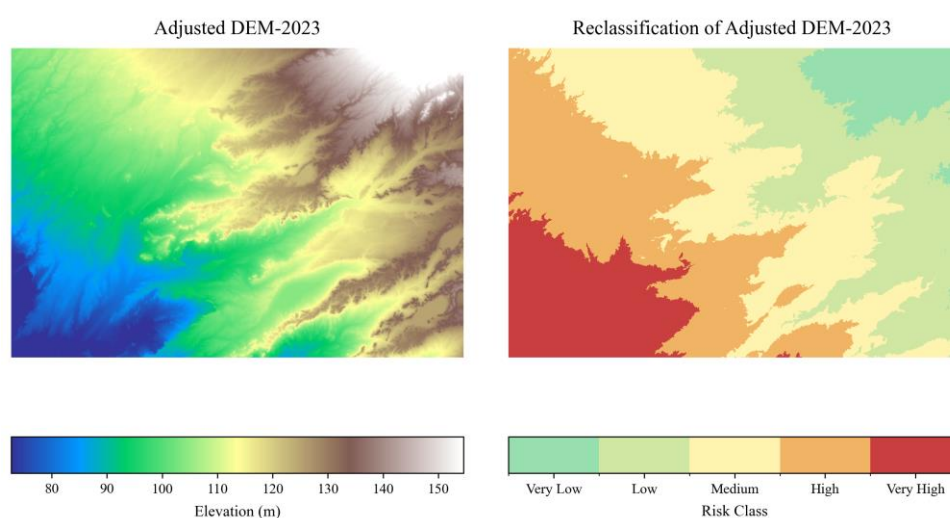 Adjusted DEM-2023
Reclassification of Adjusted DEM-2023
80 90 100 110 120 130 140 150
Elevation (m)
Very Low Low Medium High Very High
Risk Class